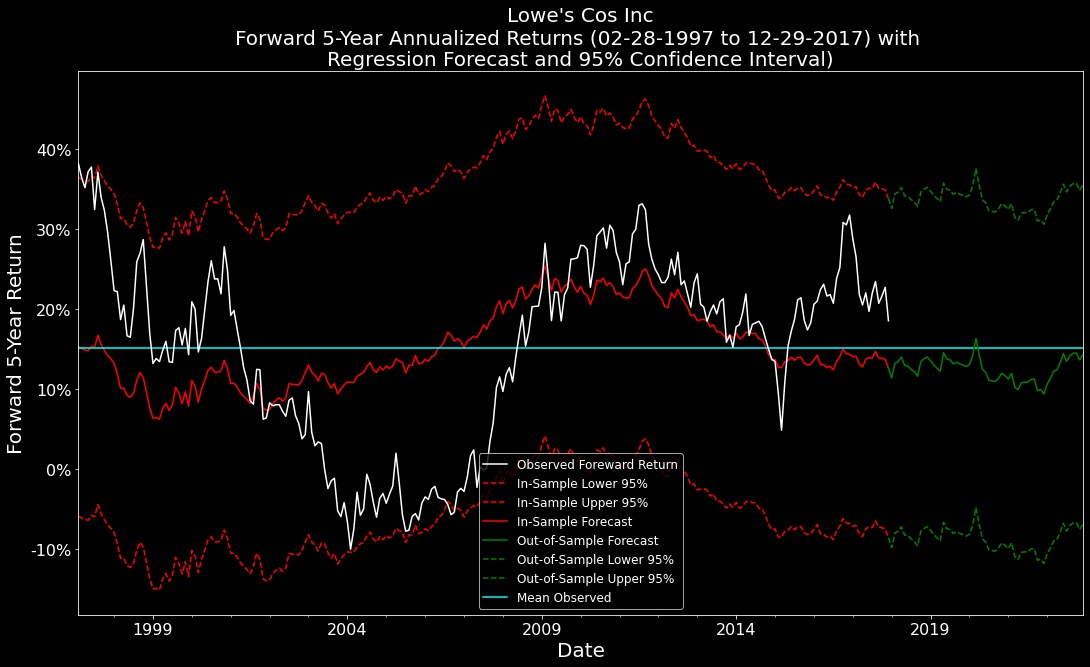 Lowe's Cos Inc
Forward 5-Year Annualized Returns (02-28-1997 to 12-29-2017) with
Regression Forecast and 95% Confidence Interval)
Forward 5-Year Return
40%
30%
20%
10%
0%
-10%
Observed Foreward Return
In-Sample Lower 95%
In-Sample Upper 95%
In-Sample Forecast
Out-of-Sample Forecast
Out-of-Sample Lower 95%
Out-of-Sample Upper 95%
Mean Observed
1999
2004
2009
2014
2019
Date